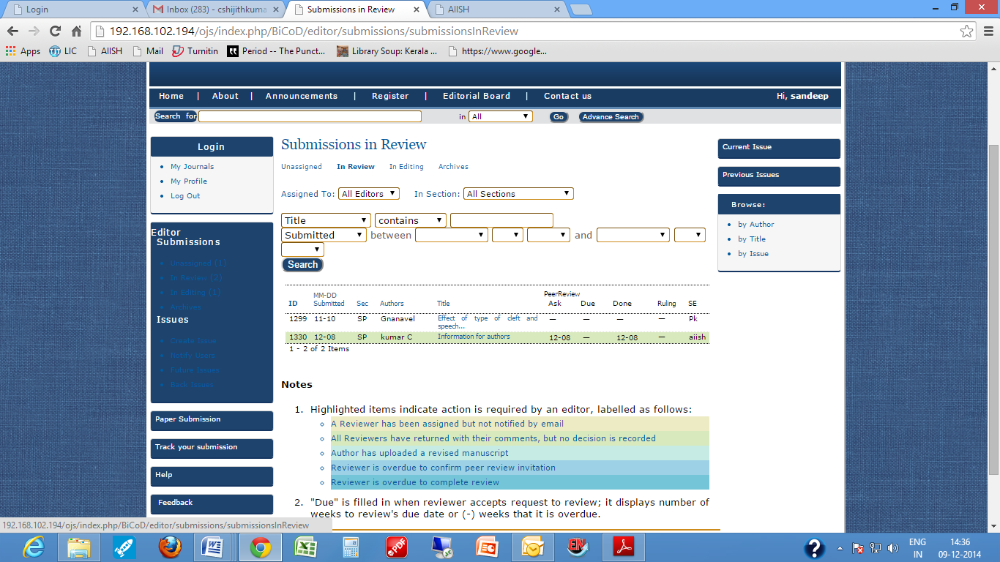 Login
Inbox (283) - cshijithkuma
Submissions in Review
AIISH
192.168.102.194/ojs/index.php/BiCoD/editor/submissions/submissionsInReview
Apps LIC AIISH Mail Turnitin Period -- The Punct... Library Soup: Kerala ... https://www.google...
Home | About | Announcements | Register | Editorial Board | Contact us Hi, sandeep
Search for in All Go Advance Search
Login
My Journals
My Profile
Log Out
Editor
Submissions
Unassigned (1)
In Review (2)
In Editing (1)
Archives
Issues
Create Issue
Notify Users
Future Issues
Back Issues
Paper Submission
Track your submission
Help
Feedback
Submissions in Review
Unassigned In Review In Editing Archives
Assigned To: All Editors In Section: All Sections
Title contains
Submitted between and
Search
PeerReview
MM-DD
ID Submitted Sec Authors Title Ask Due Done Ruling SE
1299 11-10 SP Gnanavel Effect of type of cleft and — — — — Pk
speech...
1330 12-08 SP kumar C Information for authors 12-08 — 12-08 — aiish
1 - 2 of 2 Items
Notes
1. Highlighted items indicate action is required by an editor, labelled as follows:
A Reviewer has been assigned but not notified by email
All Reviewers have returned with their comments, but no decision is recorded
Author has uploaded a revised manuscript
Reviewer is overdue to confirm peer review invitation
Reviewer is overdue to complete review
2. "Due" is filled in when reviewer accepts request to review; it displays number of
weeks to review's due date or (-) weeks that it is overdue.
Current Issue
Previous Issues
Browse:
by Author
by Title
by Issue
192.168.102.194/ojs/index.php/BiCoD/editor/submissions/submissionsInReview
ENG
IN
14:36
09-12-2014